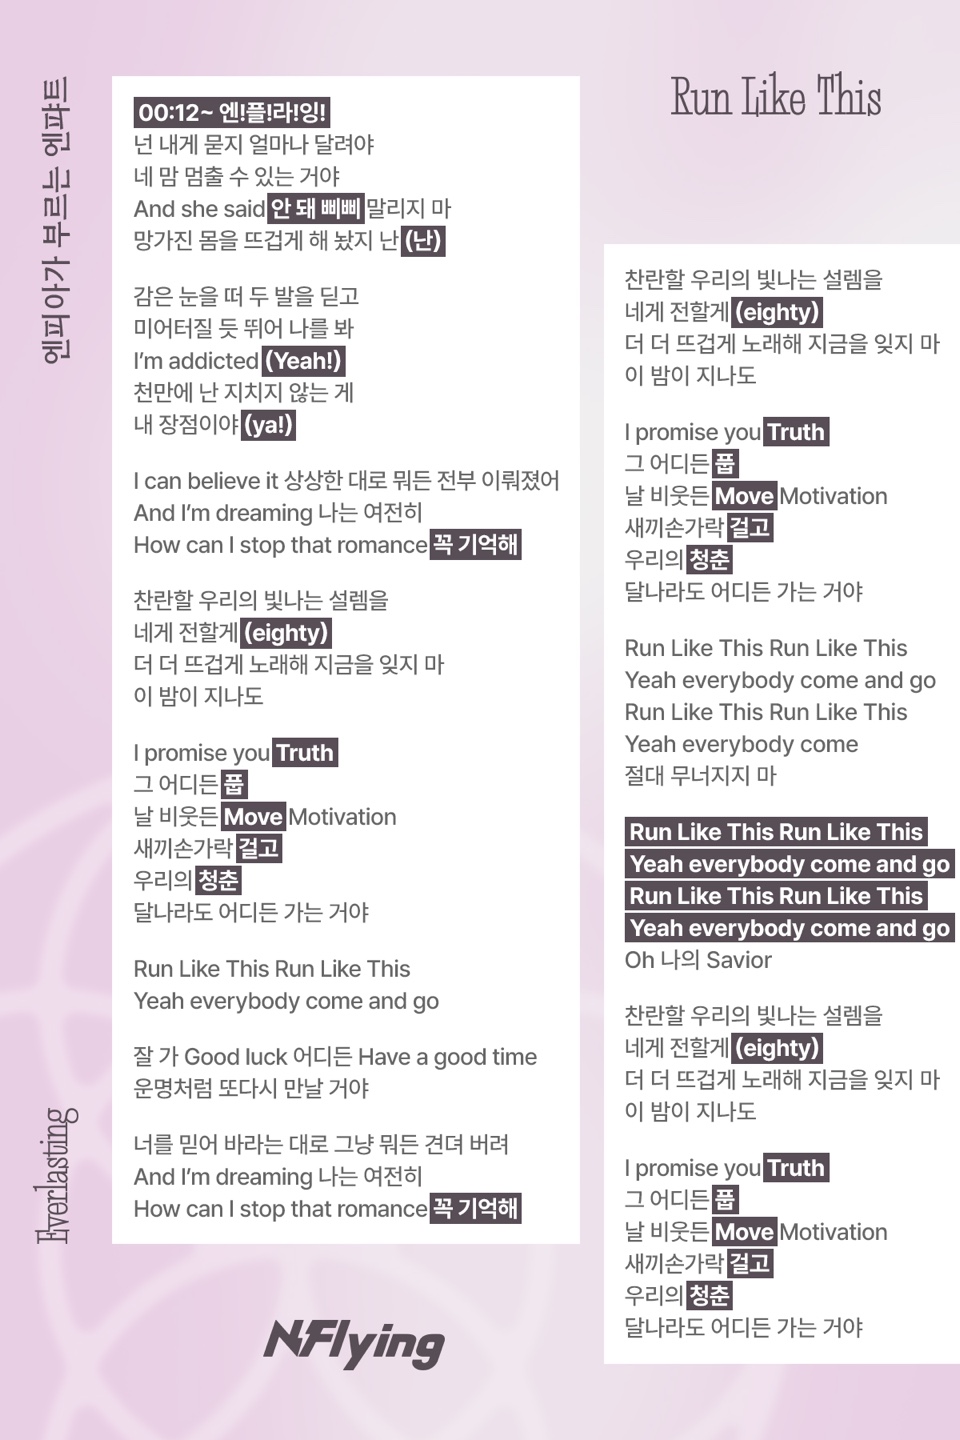 엔피아가 부르는 엔퍄트
Everlasting
00:12~ 엔!플!라!잉!
넌 내게 묻지 얼마나 달려야
네 맘 멈출 수 있는 거야
And she said 안 돼 삐삐 말리지 마
망가진 몸을 뜨겁게 해 놨지 난 (난)
감은 눈을 떠 두 발을 딛고
미어터질 듯 뛰어 나를 봐
I'm addicted (Yeah!)
천만에 난 지치지 않는 게
내 장점이야 (ya!)
I can believe it 상상한 대로 뭐든 전부 이뤄졌어
And I'm dreaming 나는 여전히
How can I stop that romance 꼭 기억해
찬란할 우리의 빛나는 설렘을
네게 전할게 (eighty)
더 더 뜨겁게 노래해 지금을 잊지 마
이 밤이 지나도
I promise you Truth
그 어디든 풉
날 비웃든 Move Motivation
새끼손가락 걸고
우리의 청춘
달나라도 어디든 가는 거야
Run Like This Run Like This
Yeah everybody come and go
잘 가 Good luck 어디든 Have a good time
운명처럼 또다시 만날 거야
너를 믿어 바라는 대로 그냥 뭐든 견뎌 버려
And I'm dreaming 나는 여전히
How can I stop that romance 꼭 기억해
NFlying
Run Like This
찬란할 우리의 빛나는 설렘을
네게 전할게 (eighty)
더 더 뜨겁게 노래해 지금을 잊지 마
이 밤이 지나도
I promise you Truth
그 어디든 풉
날 비웃든 Move Motivation
새끼손가락 걸고
우리의 청춘
달나라도 어디든 가는 거야
Run Like This Run Like This
Yeah everybody come and go
Run Like This Run Like This
Yeah everybody come
절대 무너지지 마
Run Like This Run Like This
Yeah everybody come and go
Run Like This Run Like This
Yeah everybody come and go
Oh 나의 Savior
찬란할 우리의 빛나는 설렘을
네게 전할게 (eighty)
더 더 뜨겁게 노래해 지금을 잊지 마
이 밤이 지나도
I promise you Truth
그 어디든 풉
날 비웃든 Move Motivation
새끼손가락 걸고
우리의 청춘
달나라도 어디든 가는 거야